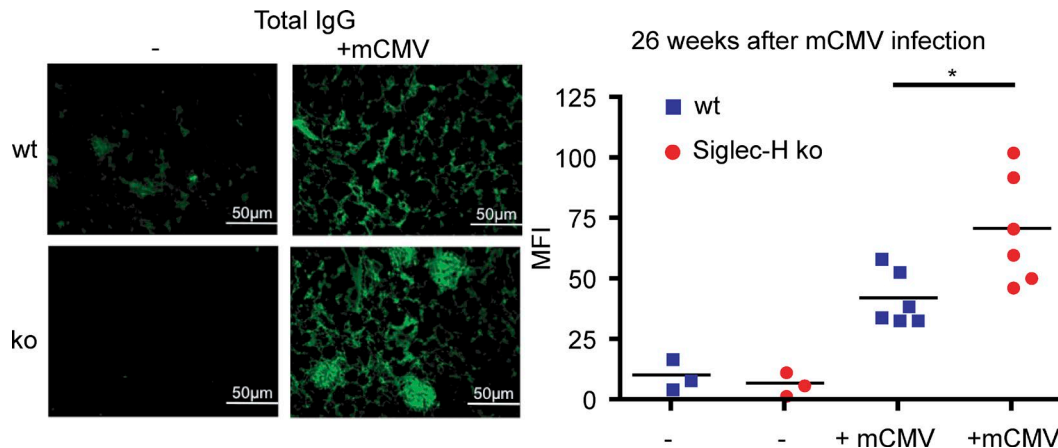 Total IgG
- +mCMV
wt
50µm 50µm
ko
50µm 50µm
26 weeks after mCMV infection
*
125
wt
100
Siglec-H ko
75
MFI
50
25
0
- - + mCMV +mCMV